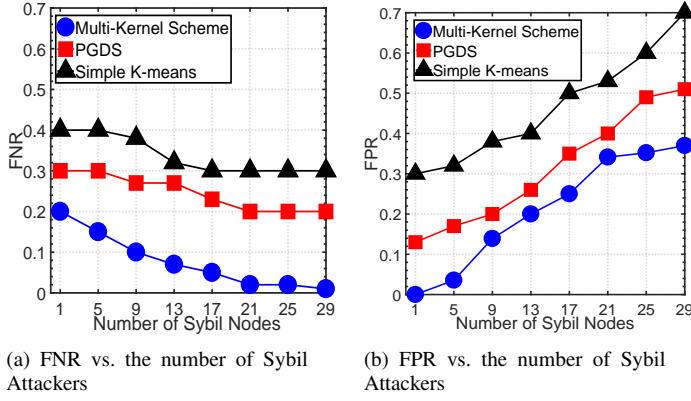 0.7
0.6
0.5
0.4
0.3
0.2
0.1
0
FNR
Multi-Kernel Scheme
PGDS
Simple K-means
1 5 9 13 17 21 25 29
Number of Sybil Nodes
(a) FNR vs. the number of Sybil
Attackers
0.7
0.6
0.5
0.4
0.3
0.2
0.1
0
FPR
Multi-Kernel Scheme
PGDS
Simple K-means
1 5 9 13 17 21 25 29
Number of Sybil Nodes
(b) FPR vs. the number of Sybil
Attackers